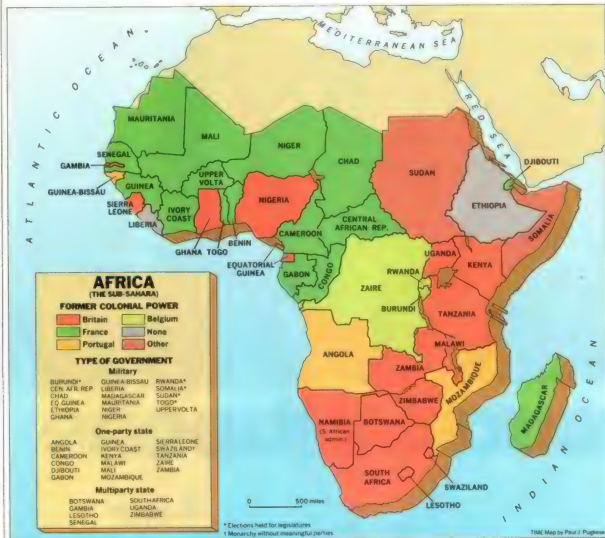 ATLANTIC OCEAN
MEDITERRANEAN SEA
RED SEA
MAURITANIA
MALI
NIGER
CHAD
SUDAN
DJIBOUTI
SENEGAL
GAMBIA
GUINEA-BISSAU
GUINEA
UPPER
VOLTA
NIGERIA
ETHIOPIA
SOMALIA
SIERRA
LEONE
LIBERIA
IVORY
COAST
GHANA
TOGO
BENIN
CAMEROON
CENTRAL
AFRICAN REP.
EQUATORIAL
GUINEA
GABON
CONGO
ZAIRE
RWANDA
BURUNDI
UGANDA
KENYA
TANZANIA
ANGOLA
ZAMBIA
MALAWI
MOZAMBIQUE
ZIMBABWE
MADAGASCAR
NAMIBIA
(S. African
admin.)
BOTSWANA
SOUTH
AFRICA
SWAZILAND
LESOTHO
INDIAN OCEAN
AFRICA
(THE SUB-SAHARA)
FORMER COLONIAL POWER
Britain Belgium
France None
Portugal Other
TYPE OF GOVERNMENT
Military
BURUNDI* GUINEA-BISSAU RWANDA*
CEN. AFR. REP LIBERIA SOMALIA*
CHAD MADAGASCAR SUDAN*
EQ. GUINEA MAURITANIA TOGO*
ETHIOPIA NIGER UPPER VOLTA
GHANA NIGERIA
One-party state
ANGOLA GUINEA SIERRA LEONE
BENIN IVORY COAST SWAZILAND†
CAMEROON KENYA TANZANIA
CONGO MALAWI ZAIRE
DJIBOUTI MALI ZAMBIA
GABON MOZAMBIQUE
Multiparty state
BOTSWANA SOUTH AFRICA
GAMBIA UGANDA
LESOTHO ZIMBABWE
SENEGAL
0 500 miles
* Elections held for legislatures
† Monarchy without meaningful parties
TIME Map by Paul J. Pugliese